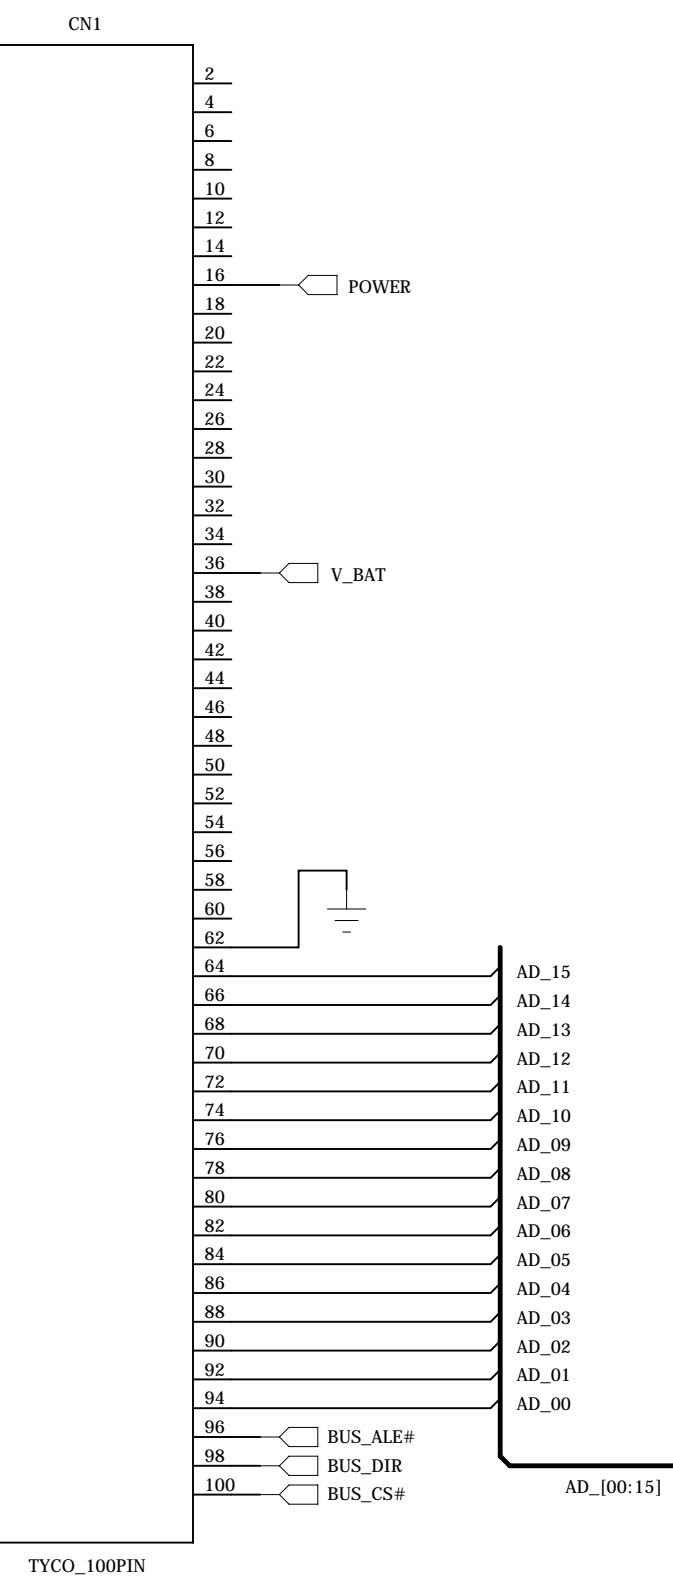 CN1
2
4
6
8
10
12
14
16
POWER
18
20
22
24
26
28
30
32
34
36
V_BAT
38
40
42
44
46
48
50
52
54
56
58
60
62
64
AD_15
66
AD_14
68
AD_13
70
AD_12
72
AD_11
74
AD_10
76
AD_09
78
AD_08
80
AD_07
82
AD_06
84
AD_05
86
AD_04
88
AD_03
90
AD_02
92
AD_01
94
AD_00
96
BUS_ALE#
98
BUS_DIR
100
BUS_CS#
AD_[00:15]
TYCO_100PIN